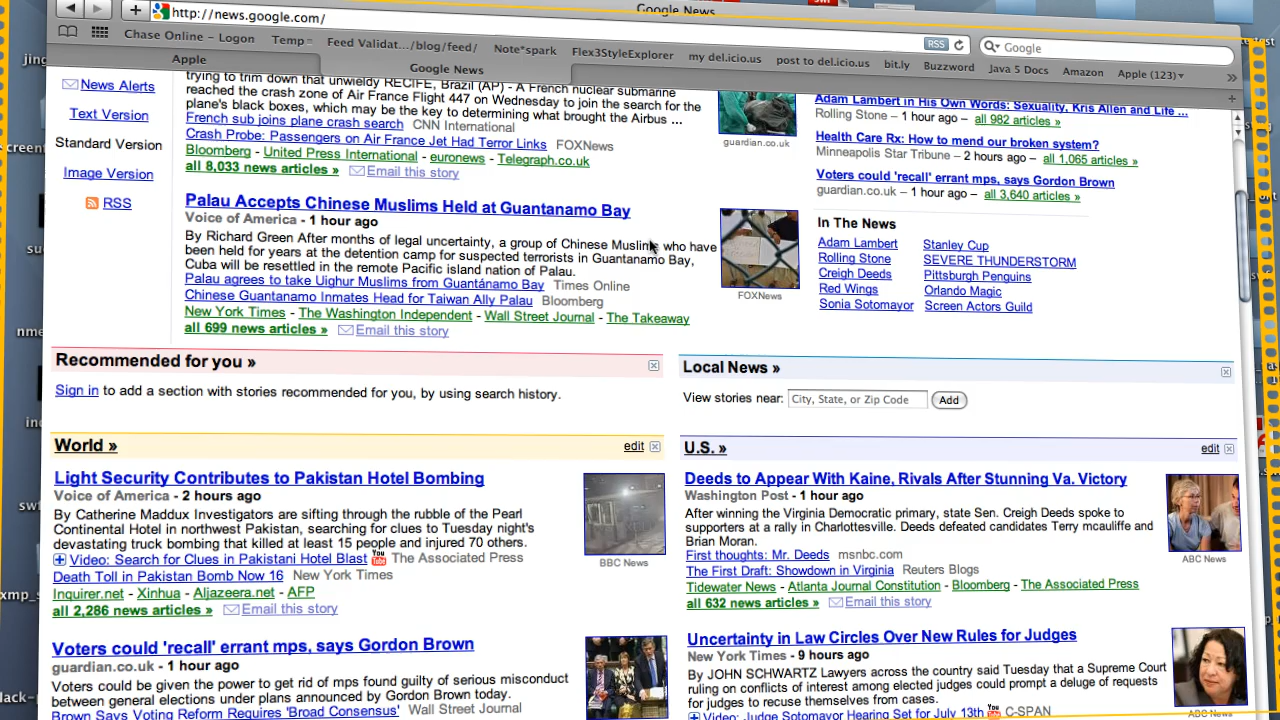 Google News
http://news.google.com/
RSS
Google
Chase Online – Logon
Temp
Feed Validat.../blog/feed/
Note*spark
Flex3StyleExplorer
my del.icio.us
post to del.icio.us
bit.ly
Buzzword
Java 5 Docs
Amazon
Apple (123)
Apple
Google News
News Alerts
Text Version
Standard Version
Image Version
RSS
trying to trim down that unwieldy RECIFE, Brazil (AP) - A French nuclear submarine
reached the crash zone of Air France Flight 447 on Wednesday to join the search for the
plane's black boxes, which may be the key to determining what brought the Airbus ...
French sub joins plane crash search CNN International
Crash Probe: Passengers on Air France Jet Had Terror Links FOXNews
Bloomberg - United Press International - euronews - Telegraph.co.uk
all 8,033 news articles » Email this story
guardian.co.uk
Palau Accepts Chinese Muslims Held at Guantanamo Bay
Voice of America - 1 hour ago
By Richard Green After months of legal uncertainty, a group of Chinese Muslims who have
been held for years at the detention camp for suspected terrorists in Guantanamo Bay,
Cuba will be resettled in the remote Pacific island nation of Palau.
Palau agrees to take Uighur Muslims from Guantánamo Bay Times Online
Chinese Guantanamo Inmates Head for Taiwan Ally Palau Bloomberg
New York Times - The Washington Independent - Wall Street Journal - The Takeaway
all 699 news articles » Email this story
FOXNews
Adam Lambert in His Own Words: Sexuality, Kris Allen and Life ...
Rolling Stone – 1 hour ago – all 982 articles »
Health Care Rx: How to mend our broken system?
Minneapolis Star Tribune – 2 hours ago – all 1,065 articles »
Voters could 'recall' errant mps, says Gordon Brown
guardian.co.uk – 1 hour ago – all 3,640 articles »
In The News
Adam Lambert Stanley Cup
Rolling Stone SEVERE THUNDERSTORM
Creigh Deeds Pittsburgh Penguins
Red Wings Orlando Magic
Sonia Sotomayor Screen Actors Guild
Recommended for you »
Sign in to add a section with stories recommended for you, by using search history.
Local News »
View stories near: City, State, or Zip Code Add
World » edit
Light Security Contributes to Pakistan Hotel Bombing
Voice of America - 2 hours ago
By Catherine Maddux Investigators are sifting through the rubble of the Pearl
Continental Hotel in northwest Pakistan, searching for clues to Tuesday night's
devastating truck bombing that killed at least 15 people and injured 70 others.
Video: Search for Clues in Pakistani Hotel Blast You Tube The Associated Press
Death Toll in Pakistan Bomb Now 16 New York Times
Inquirer.net - Xinhua - Aljazeera.net - AFP
all 2,286 news articles » Email this story
BBC News
Voters could 'recall' errant mps, says Gordon Brown
guardian.co.uk - 1 hour ago
Voters could be given the power to get rid of mps found guilty of serious misconduct
between general elections under plans announced by Gordon Brown today.
Brown Says Voting Reform Requires 'Broad Consensus' Wall Street Journal
U.S. » edit
Deeds to Appear With Kaine, Rivals After Stunning Va. Victory
Washington Post - 1 hour ago
After winning the Virginia Democratic primary, state Sen. Creigh Deeds spoke to
supporters at a rally in Charlottesville. Deeds defeated candidates Terry mcauliffe and
Brian Moran.
First thoughts: Mr. Deeds msnbc.com
The First Draft: Showdown in Virginia Reuters Blogs
Tidewater News - Atlanta Journal Constitution - Bloomberg - The Associated Press
all 632 news articles » Email this story
ABC News
Uncertainty in Law Circles Over New Rules for Judges
New York Times - 9 hours ago
By JOHN SCHWARTZ Lawyers across the country said Tuesday that a Supreme Court
ruling on conflicts of interest among elected judges could prompt a deluge of requests
for judges to recuse themselves from cases.
Video: Judge Sotomayor Hearing Set for July 13th You Tube C-SPAN
ABC News